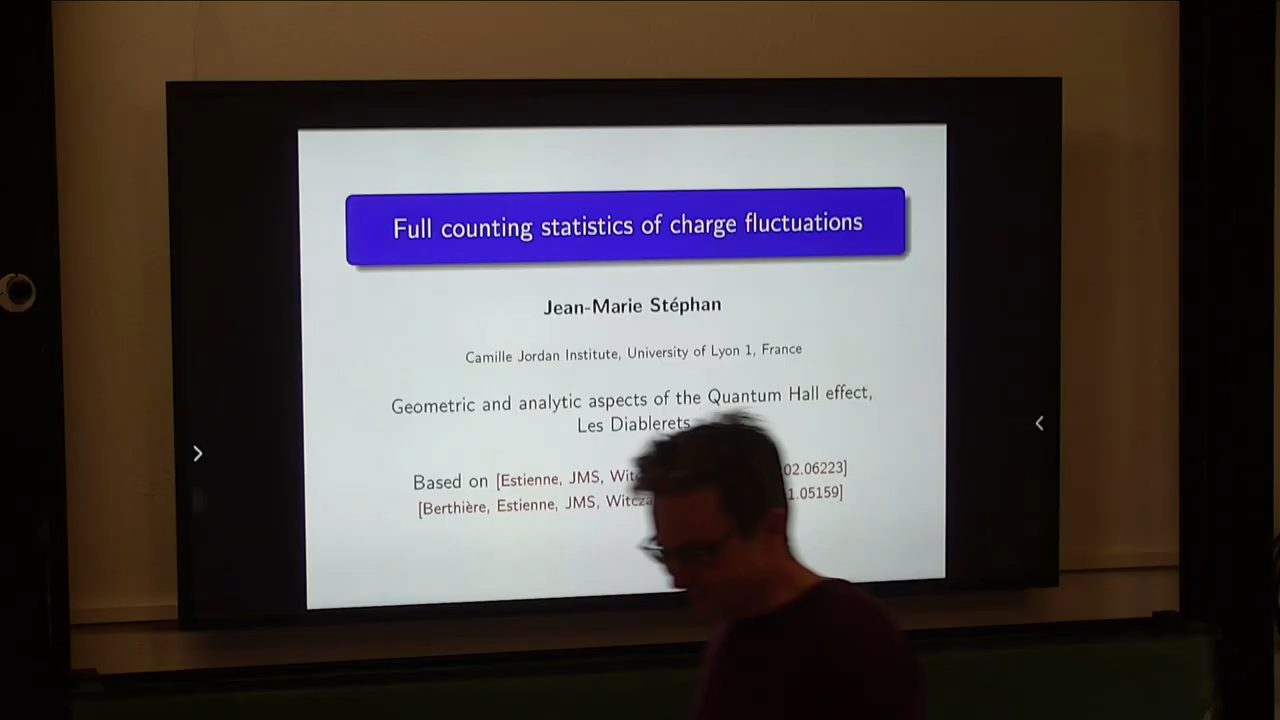 Full counting statistics of charge fluctuations
Jean-Marie Stéphan
Camille Jordan Institute, University of Lyon 1, France
Geometric and analytic aspects of the Quantum Hall effect,
Les Diablerets
Based on [Estienne, JMS, 02.06223]
[Berthière, Estienne, JMS, 1.05159]